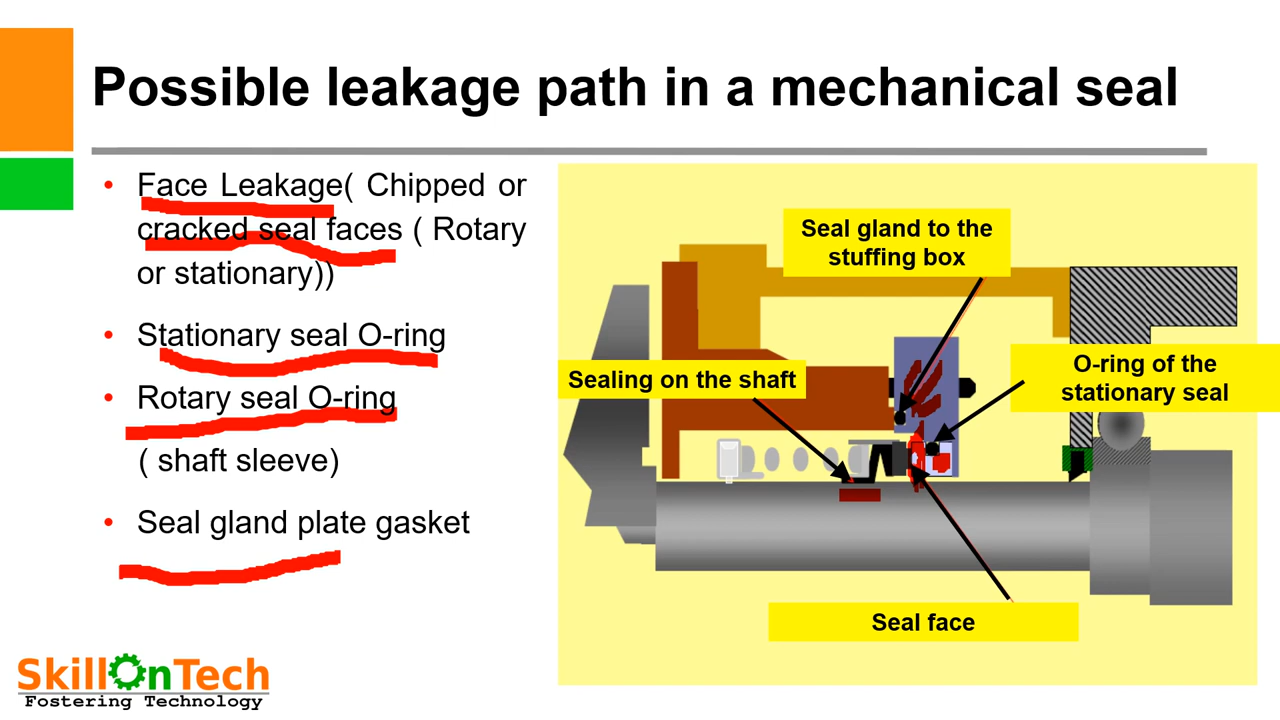 Possible leakage path in a mechanical seal
• Face Leakage( Chipped or
cracked seal faces ( Rotary
or stationary))
• Stationary seal O-ring
• Rotary seal O-ring
( shaft sleeve)
• Seal gland plate gasket
Seal gland to the
stuffing box
Sealing on the shaft
O-ring of the
stationary seal
Seal face
SkillOnTech
Fostering Technology